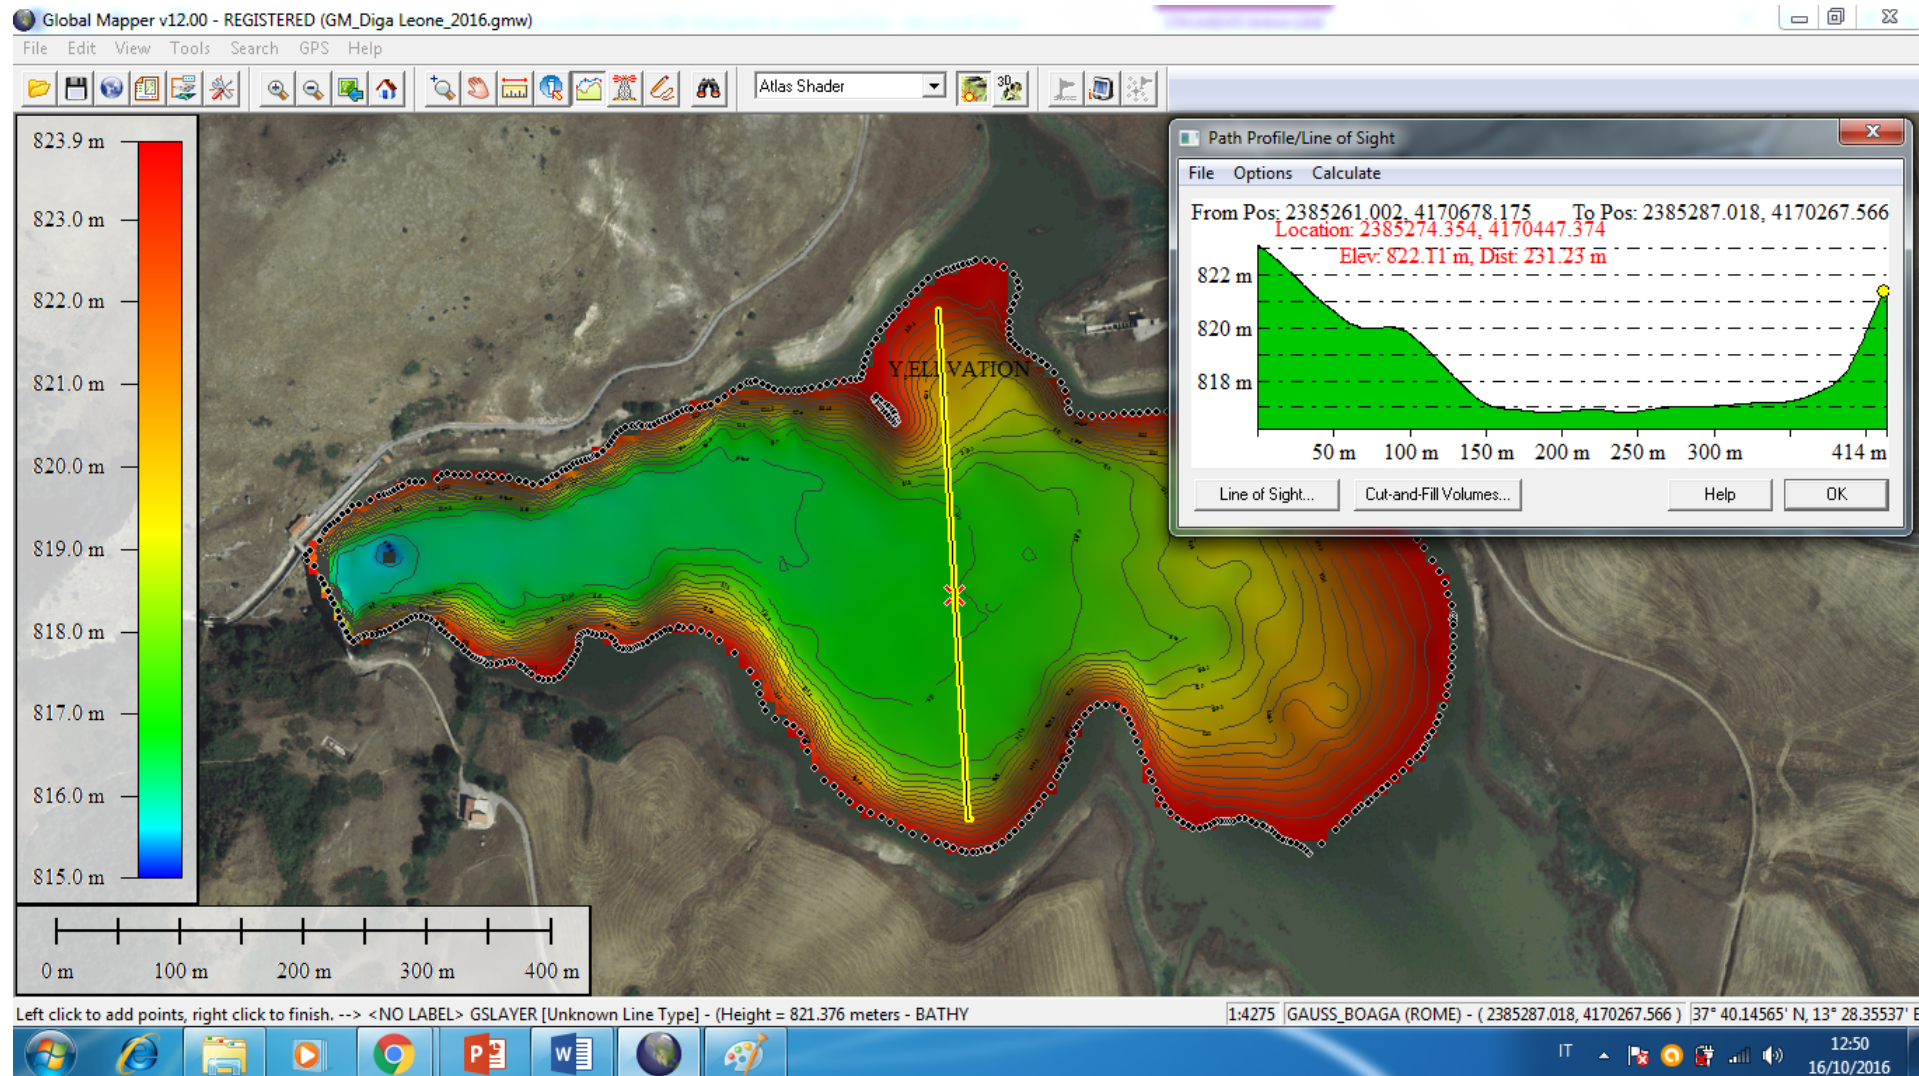 Global Mapper v12.00 - REGISTERED (GM_Diga Leone_2016.gmw)
File Edit View Tools Search GPS Help
Atlas Shader
3D
823.9 m
823.0 m
822.0 m
821.0 m
820.0 m
819.0 m
818.0 m
817.0 m
816.0 m
815.0 m
0 m 100 m 200 m 300 m 400 m
Y,ELEVATION
Path Profile/Line of Sight
File Options Calculate
From Pos: 2385261.002, 4170678.175 To Pos: 2385287.018, 4170267.566
Location: 2385274.354, 4170447.374
Elev: 822.11 m, Dist: 231.23 m
822 m
820 m
818 m
50 m 100 m 150 m 200 m 250 m 300 m 414 m
Line of Sight... Cut-and-Fill Volumes... Help OK
Left click to add points, right click to finish. --> <NO LABEL> GSLAYER [Unknown Line Type] - (Height = 821.376 meters - BATHY
1:4275 GAUSS_BOAGA (ROME) - ( 2385287.018, 4170267.566 ) 37° 40.14565' N, 13° 28.35537' E
IT
12:50
16/10/2016